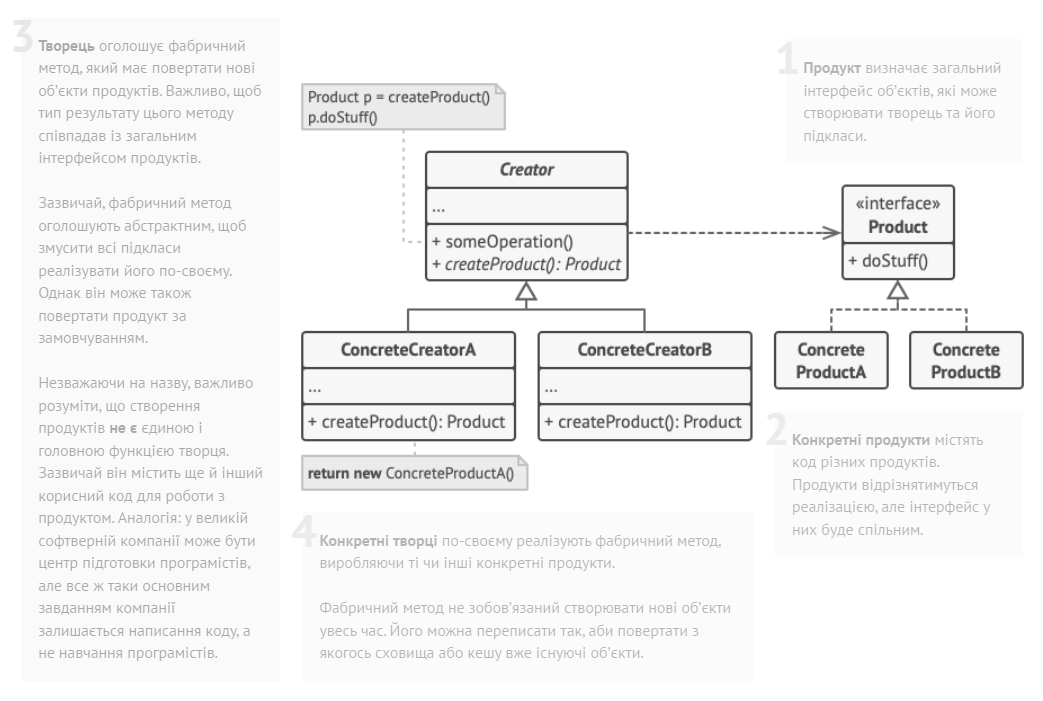 3
Творець оголошує фабричний
метод, який має повертати нові
об’єкти продуктів. Важливо, щоб
тип результату цього методу
співпадав із загальним
інтерфейсом продуктів.
Зазвичай, фабричний метод
оголошують абстрактним, щоб
змусити всі підкласи
реалізувати його по-своєму.
Однак він може також
повертати продукт за
замовчуванням.
Незважаючи на назву, важливо
розуміти, що створення
продуктів не є єдиною і
головною функцією творця.
Зазвичай він містить ще й інший
корисний код для роботи з
продуктом. Аналогія: у великій
софтверній компанії може бути
центр підготовки програмістів,
але все ж таки основним
завданням компанії
залишається написання коду, а
не навчання програмістів.
Product p = createProduct()
p.doStuff()
Creator
...
+ someOperation()
+ createProduct(): Product
ConcreteCreatorA
...
+ createProduct(): Product
ConcreteCreatorB
...
+ createProduct(): Product
return new ConcreteProductA()
1
Продукт визначає загальний
інтерфейс об’єктів, які може
створювати творець та його
підкласи.
«interface»
Product
+ doStuff()
Concrete
ProductA
Concrete
ProductB
2
Конкретні продукти містять
код різних продуктів.
Продукти відрізнятимуться
реалізацією, але інтерфейс у
них буде спільним.
4
Конкретні творці по-своєму реалізують фабричний метод,
виробляючи ті чи інші конкретні продукти.
Фабричний метод не зобов’язаний створювати нові об’єкти
увесь час. Його можна переписати так, аби повертати з
якогось сховища або кешу вже існуючі об’єкти.